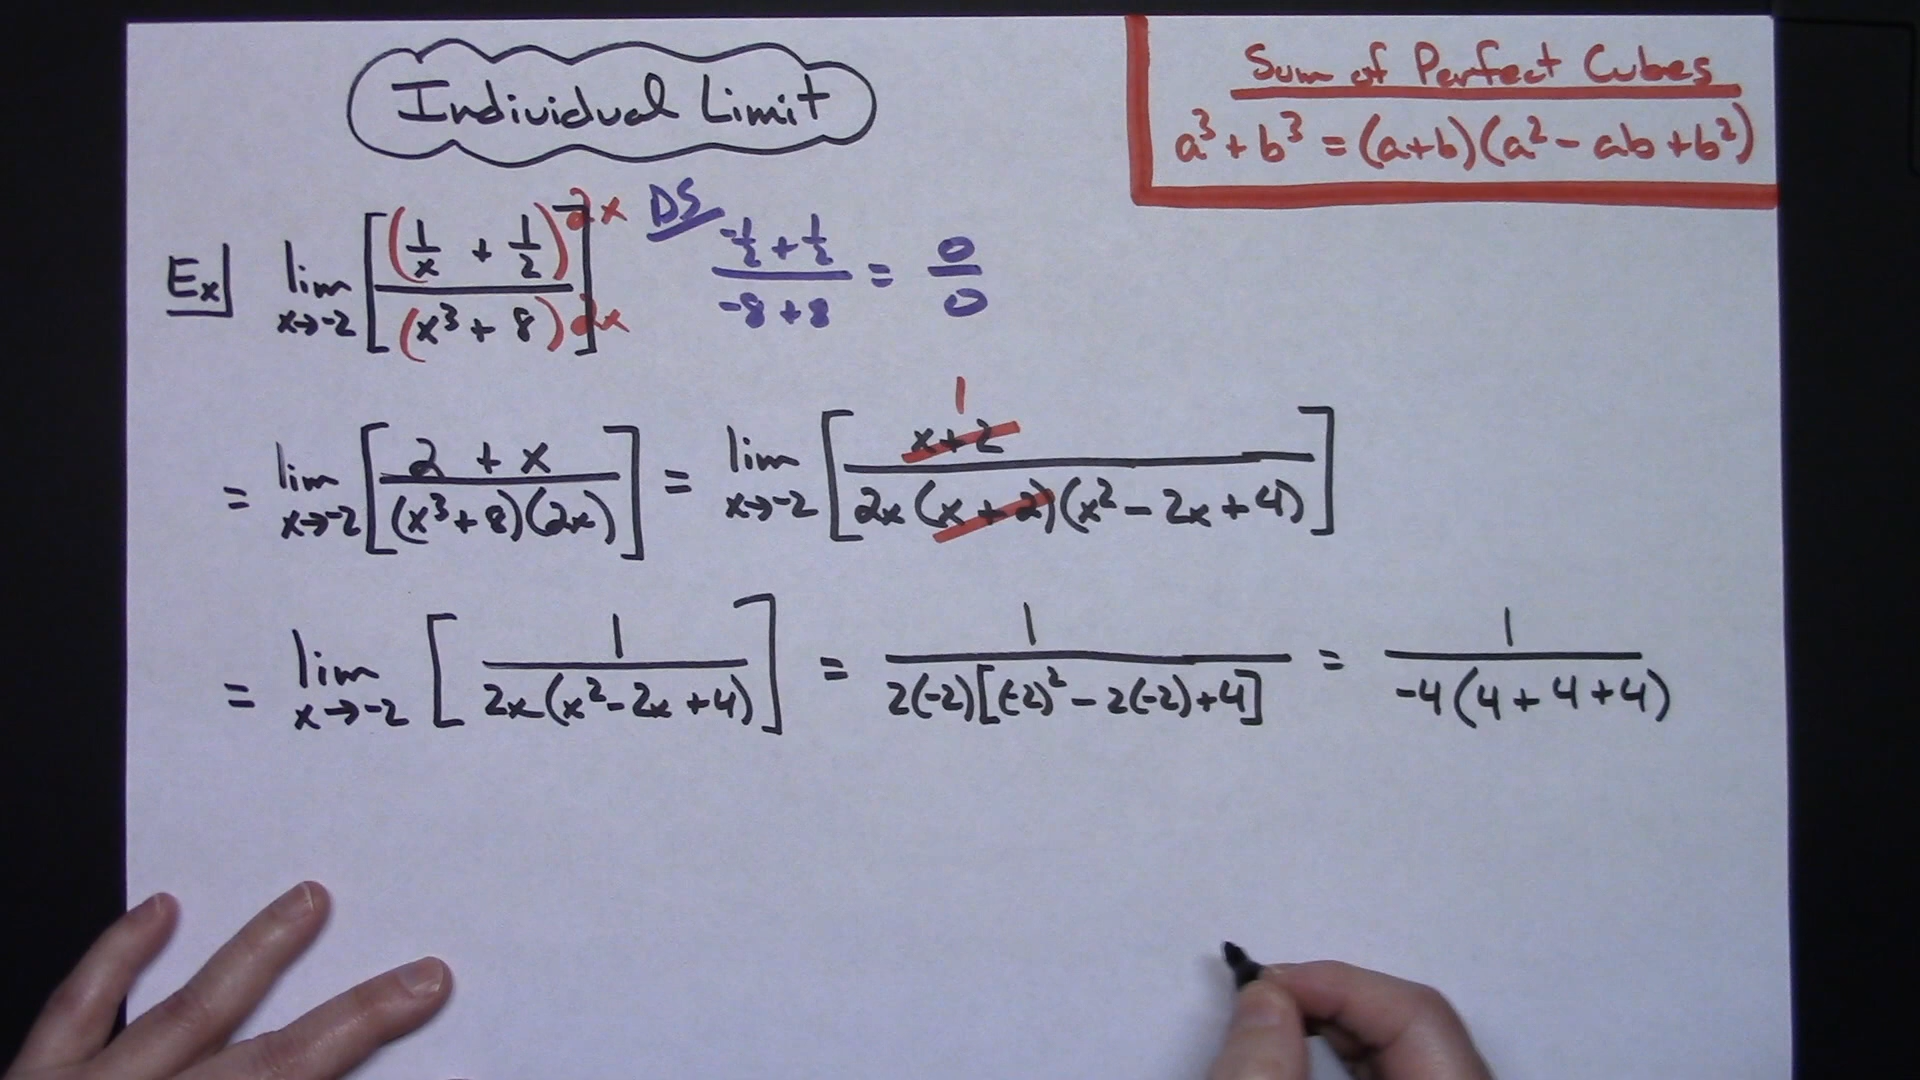 Individual Limit
Sum of Perfect Cubes
a³ + b³ = (a+b)(a² - ab + b²)
Ex lim x→-2 [(1/x + 1/2) 2x / (x³ + 8) 2x] DS (-1/2 + 1/2)/(-8 + 8) = 0/0
1
= lim x→-2 [(2 + x)/((x³+8)(2x))] = lim x→-2 [(x+2)/(2x(x+2)(x² - 2x + 4))]
= lim x→-2 [1/(2x(x²-2x+4))] = 1/(2(-2)[(-2)² - 2(-2)+4]) = 1/(-4(4+4+4))